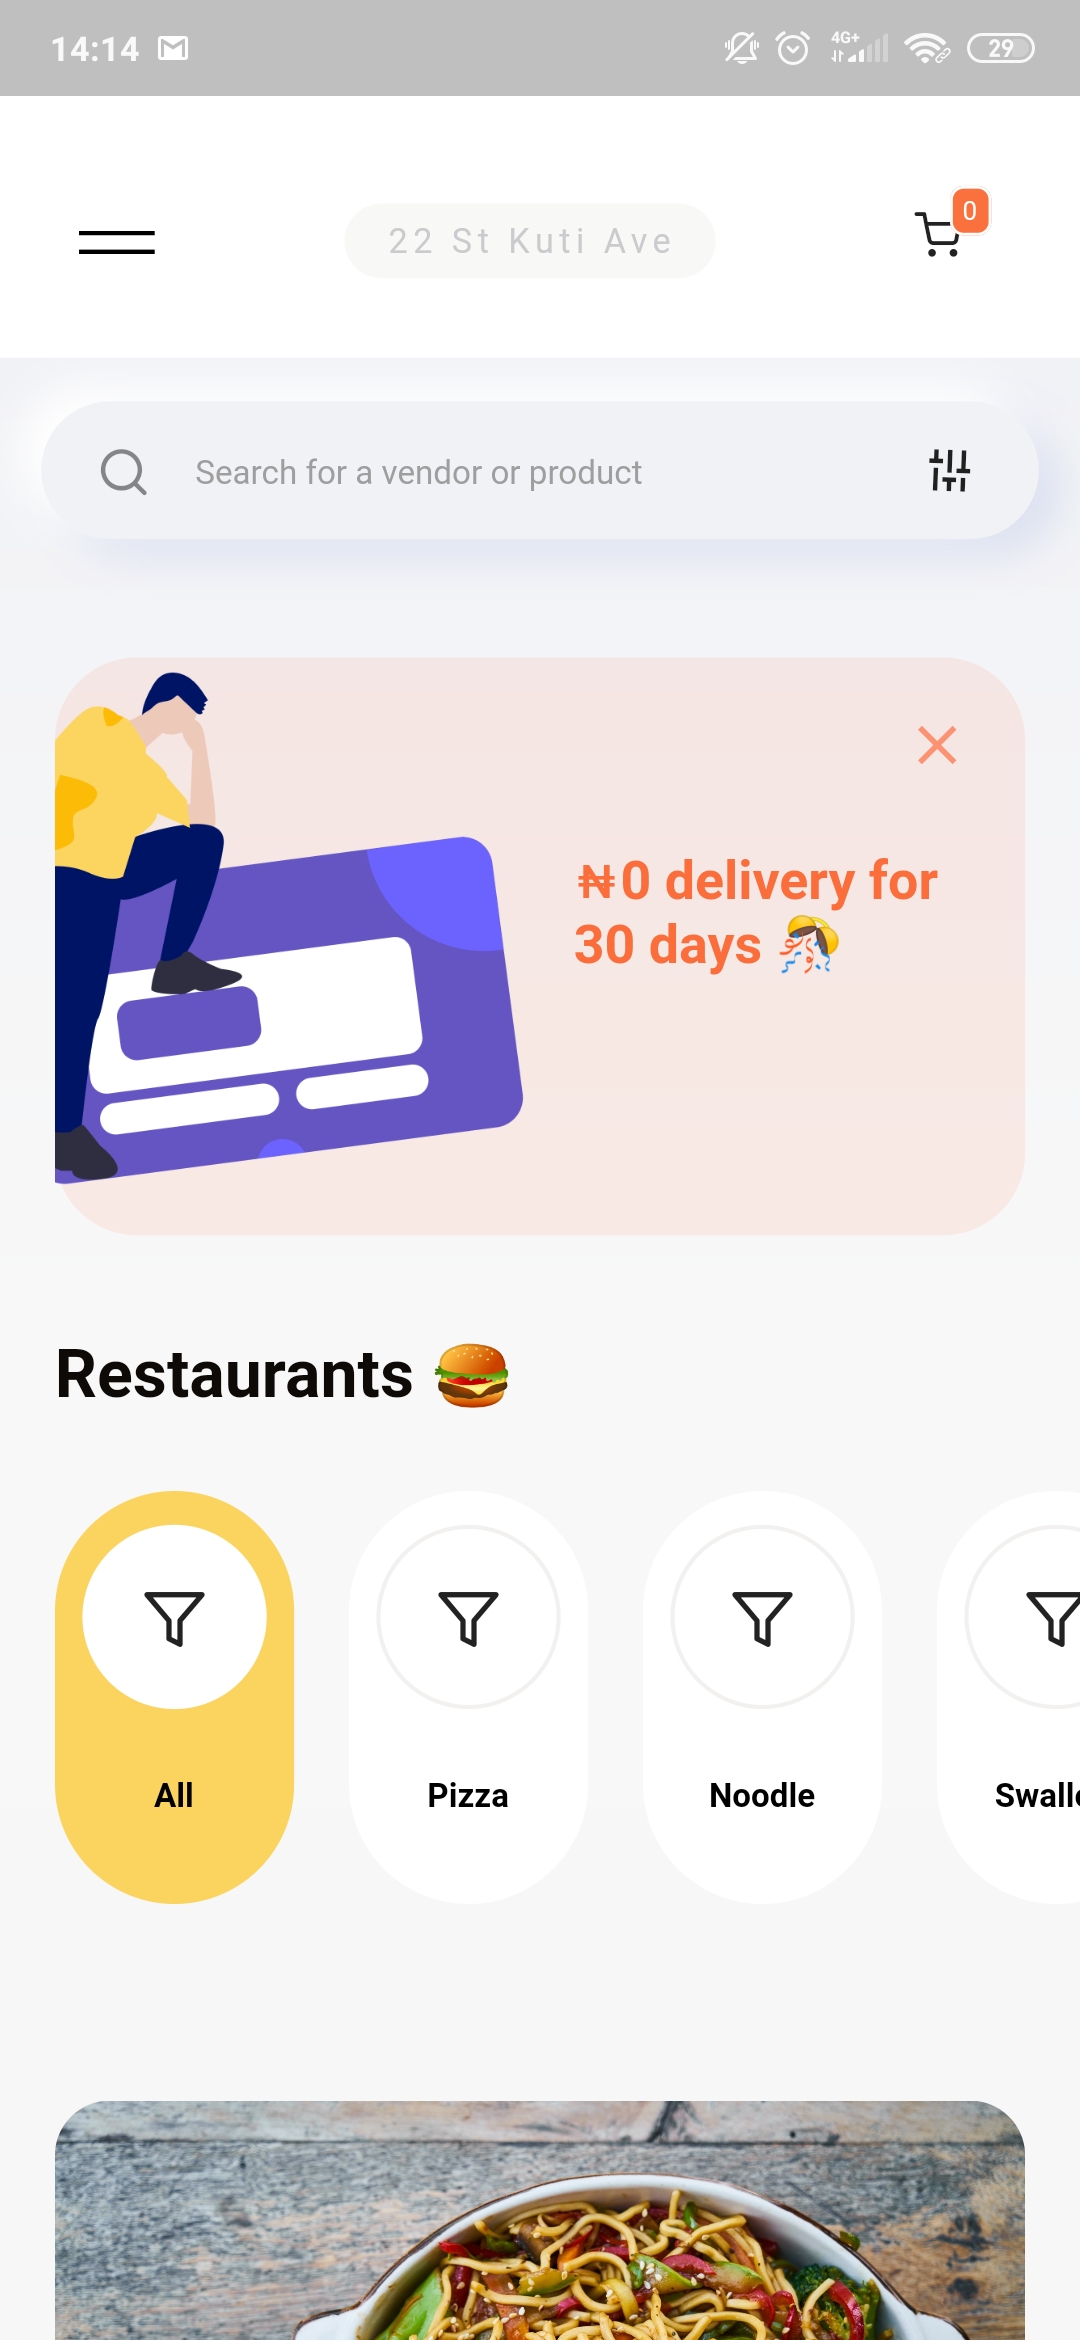 14:14
4G+
29
22 St Kuti Ave
0
Search for a vendor or product
₦0 delivery for
30 days 🎊
Restaurants 🍔
All
Pizza
Noodle
Swall